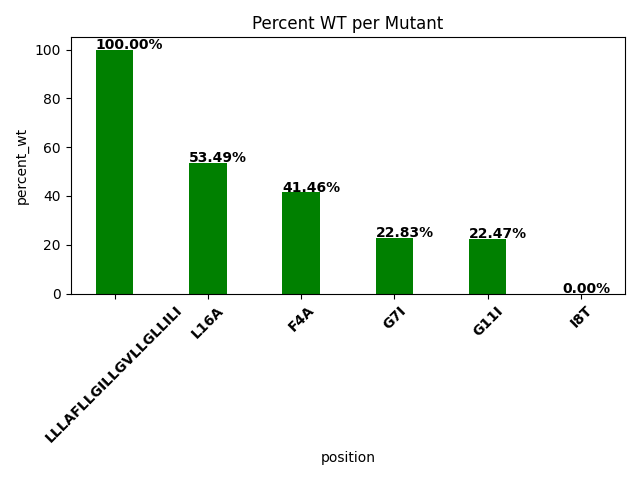 Percent WT per Mutant
percent_wt
100
80
60
40
20
0
100.00%
53.49%
41.46%
22.83%
22.47%
0.00%
LLLAFLLGILLGVLLGLLILI
L16A
F4A
G7I
G11I
I8T
position